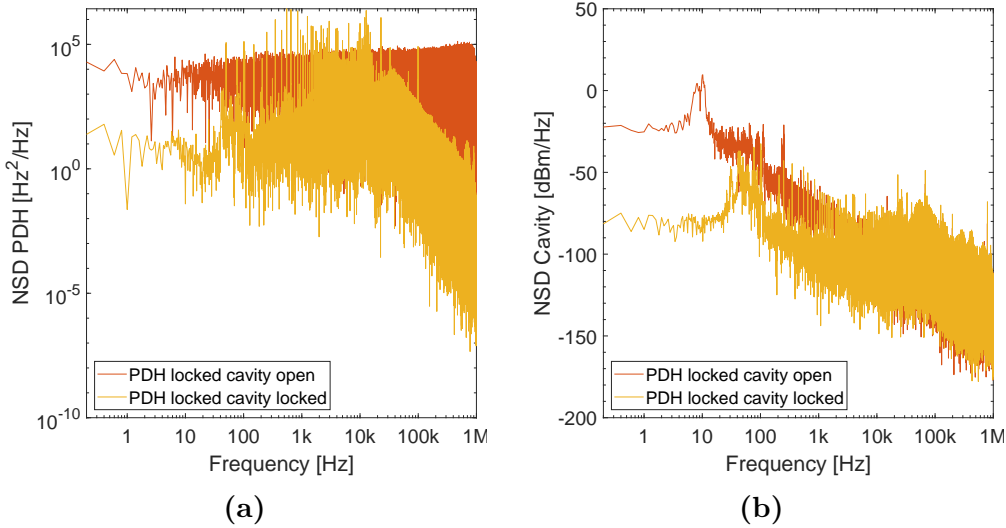 NSD PDH [Hz²/Hz]
10⁵
10⁰
10⁻⁵
10⁻¹⁰
PDH locked cavity open
PDH locked cavity locked
1 10 100 1k 10k 100k 1M
Frequency [Hz]
(a)
NSD Cavity [dBm/Hz]
50
0
-50
-100
-150
-200
PDH locked cavity open
PDH locked cavity locked
1 10 100 1k 10k 100k 1M
Frequency [Hz]
(b)